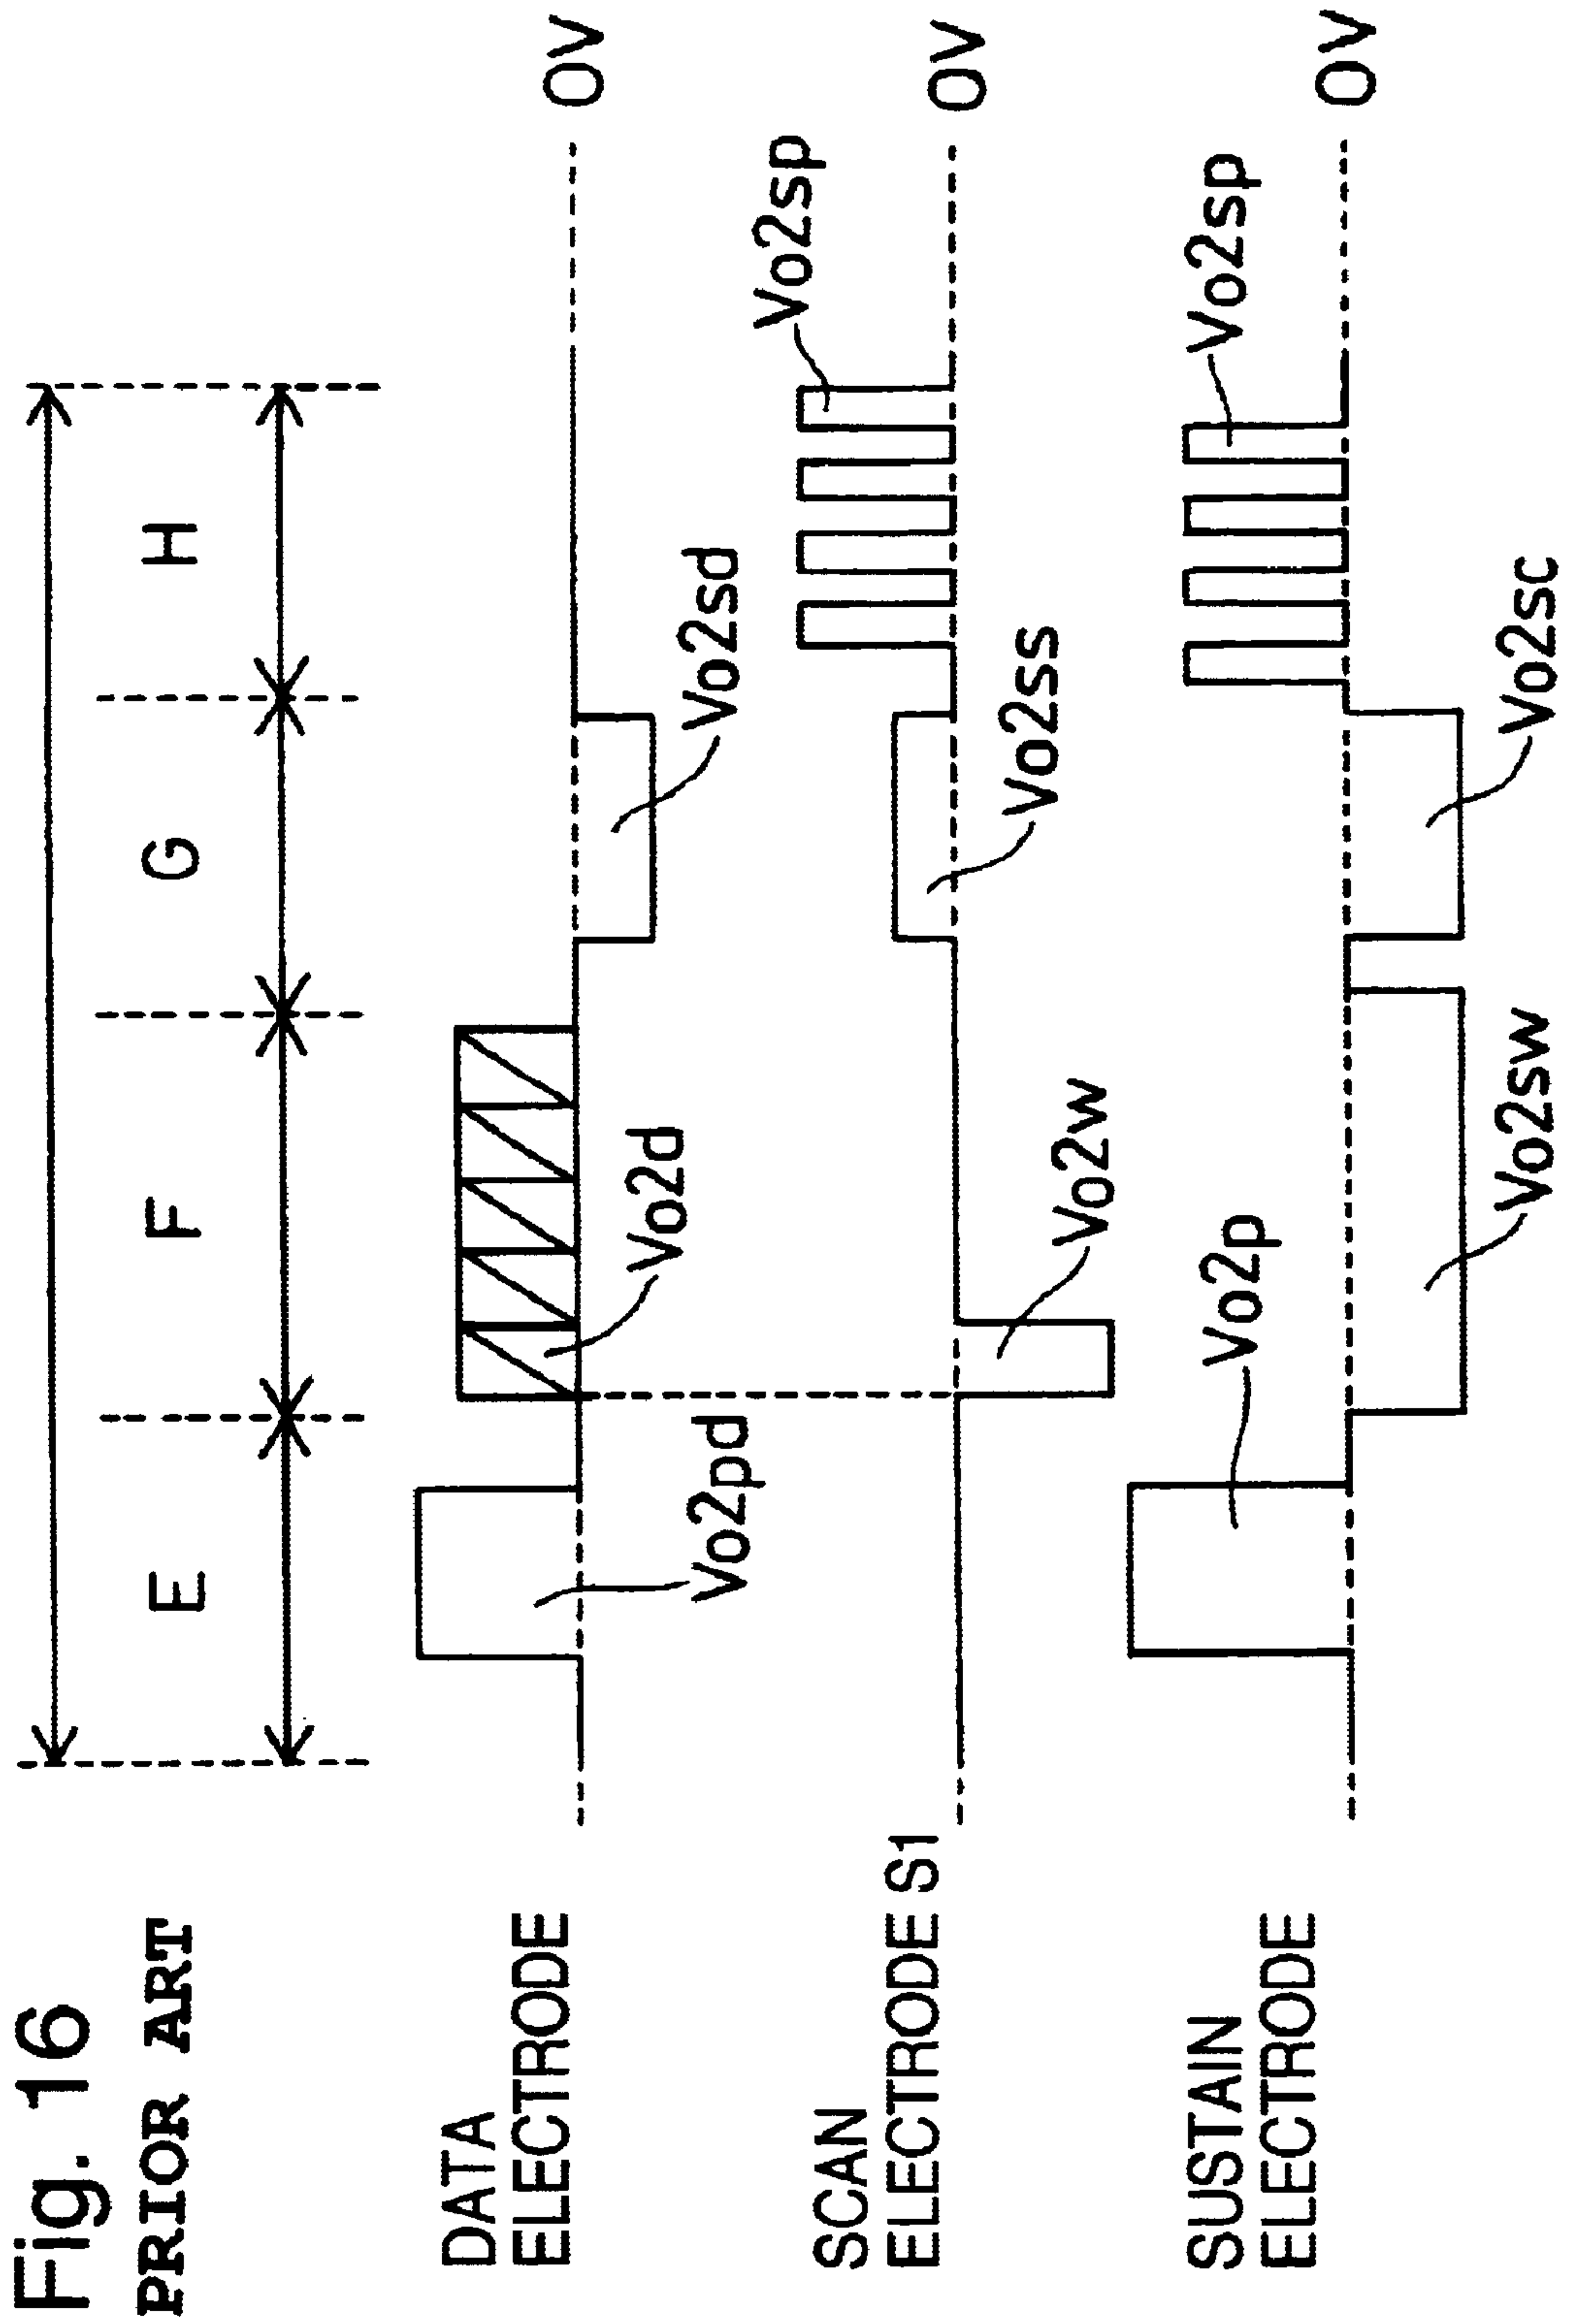 Fig. 16
PRIOR ART
E
F
G
H
DATA
ELECTRODE
Vo2pd
Vo2d
Vo2sd
0V
SCAN
ELECTRODE S1
Vo2w
Vo2ss
Vo2sp
0V
SUSTAIN
ELECTRODE
Vo2p
Vo2sw
Vo2sc
Vo2sp
0V